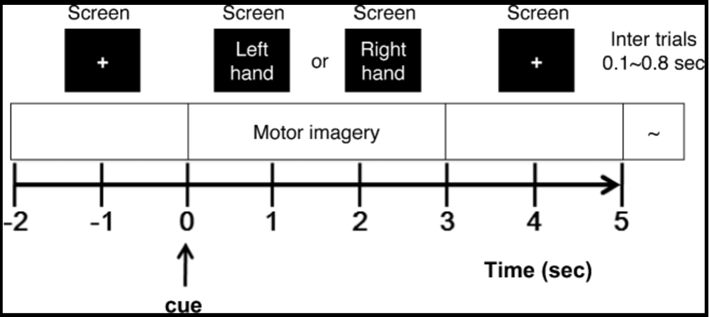 Screen
Screen
Screen
Screen
+
Left
hand
or
Right
hand
+
Inter trials
0.1~0.8 sec
Motor imagery
~
-2 -1 0 1 2 3 4 5
cue
Time (sec)